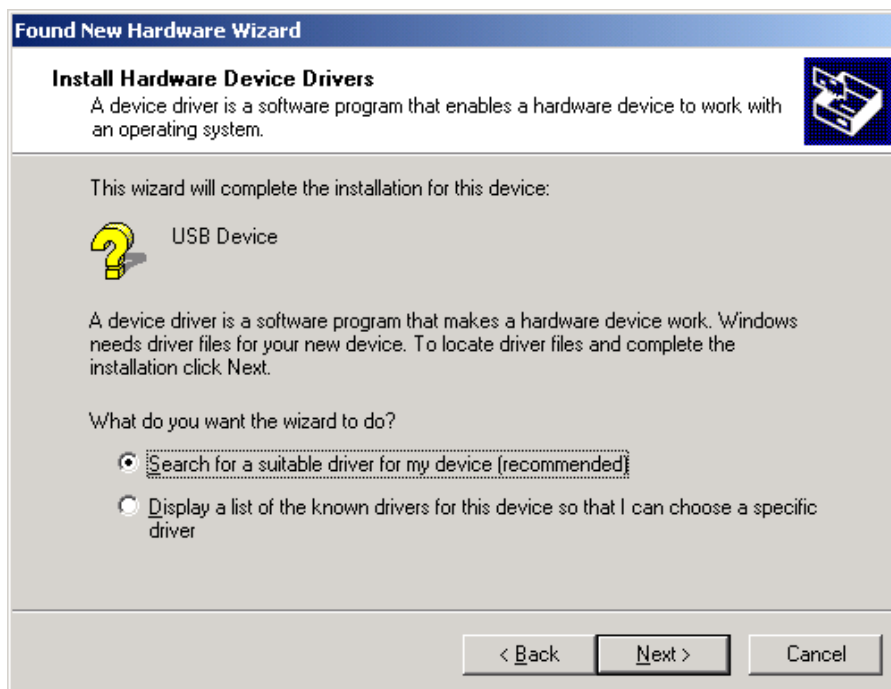 Found New Hardware Wizard
Install Hardware Device Drivers
A device driver is a software program that enables a hardware device to work with
an operating system.
This wizard will complete the installation for this device:
USB Device
A device driver is a software program that makes a hardware device work. Windows
needs driver files for your new device. To locate driver files and complete the
installation click Next.
What do you want the wizard to do?
Search for a suitable driver for my device (recommended)
Display a list of the known drivers for this device so that I can choose a specific
driver
< Back Next > Cancel